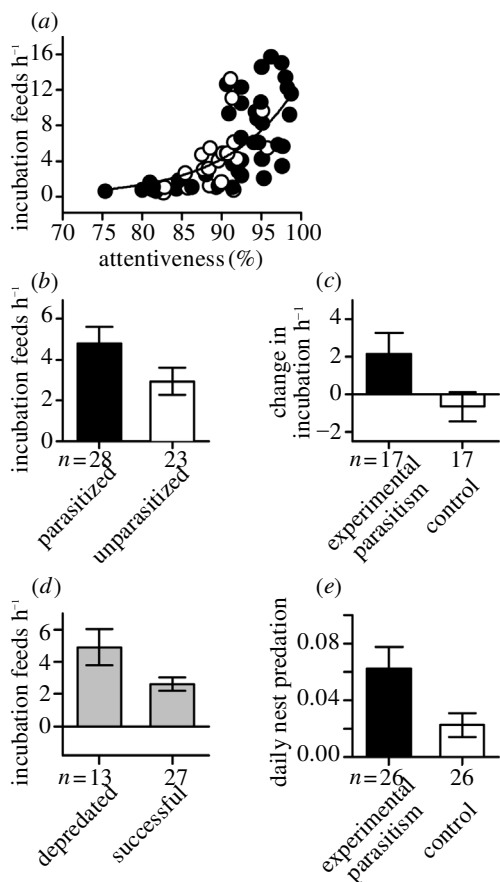 (a)
16
12
8
4
0
incubation feeds h⁻¹
70 75 80 85 90 95 100
attentiveness (%)
(b)
6
4
2
0
incubation feeds h⁻¹
n=28 23
parasitized
unparasitized
(c)
4
2
0
−2
change in
incubation h⁻¹
n=17 17
experimental
parasitism
control
(d)
6
4
2
0
incubation feeds h⁻¹
n=13 27
depredated
successful
(e)
0.08
0.04
0.00
daily nest predation
n=26 26
experimental
parasitism
control